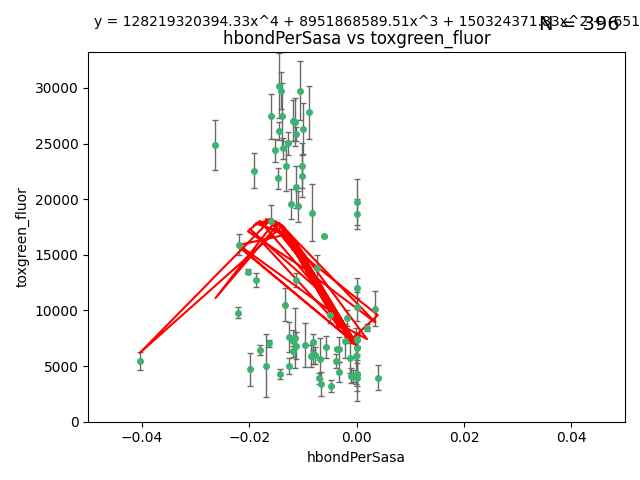 y = 128219320394.33x^4 + 8951868589.51x^3 + 150324371.
N = 396
hbondPerSasa vs toxgreen_fluor
30000
25000
20000
15000
10000
5000
0
toxgreen_fluor
−0.04
−0.02
0.00
0.02
0.04
hbondPerSasa